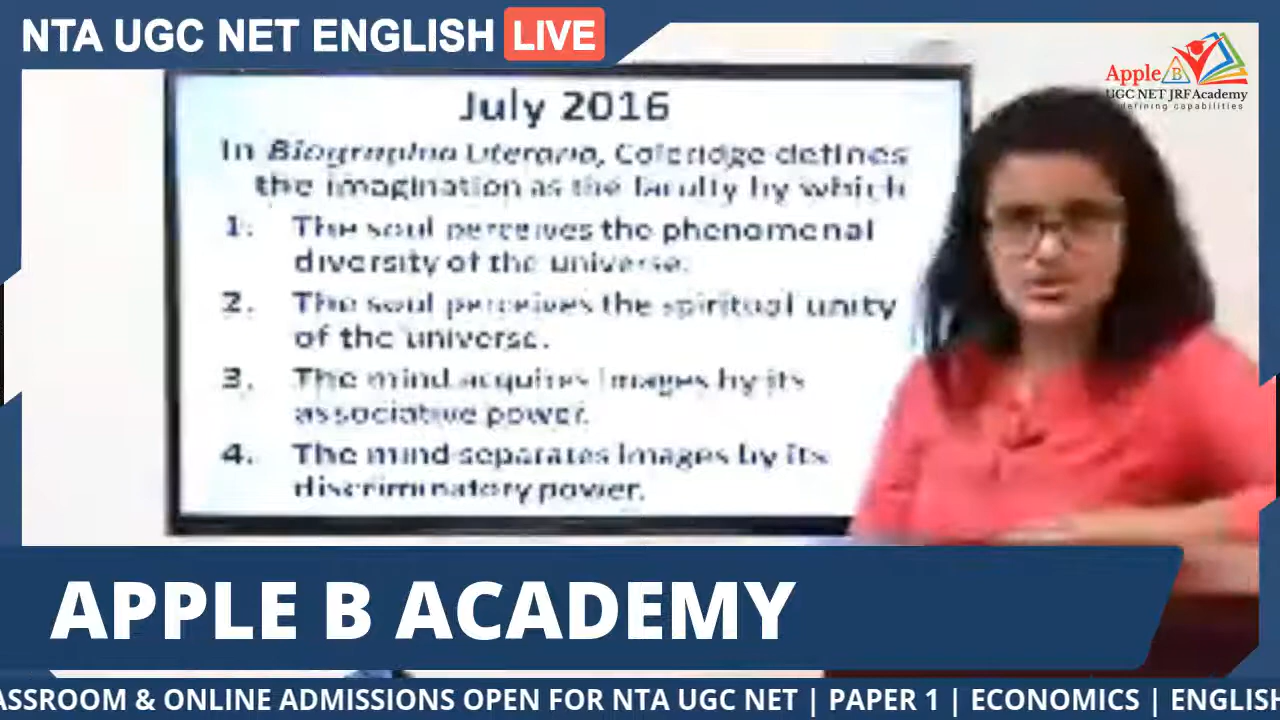 NTA UGC NET ENGLISH LIVE
Apple B
UGC NET JRF Academy
defining capabilities
July 2016
In Biographia Literaria, Coleridge defines
the imagination as the faculty by which
1. The soul perceives the phenomenal
diversity of the universe.
2. The soul perceives the spiritual unity
of the universe.
3. The mind acquires images by its
associative power.
4. The mind separates images by its
discriminatory power.
APPLE B ACADEMY
ASSROOM & ONLINE ADMISSIONS OPEN FOR NTA UGC NET | PAPER 1 | ECONOMICS | ENGLISH